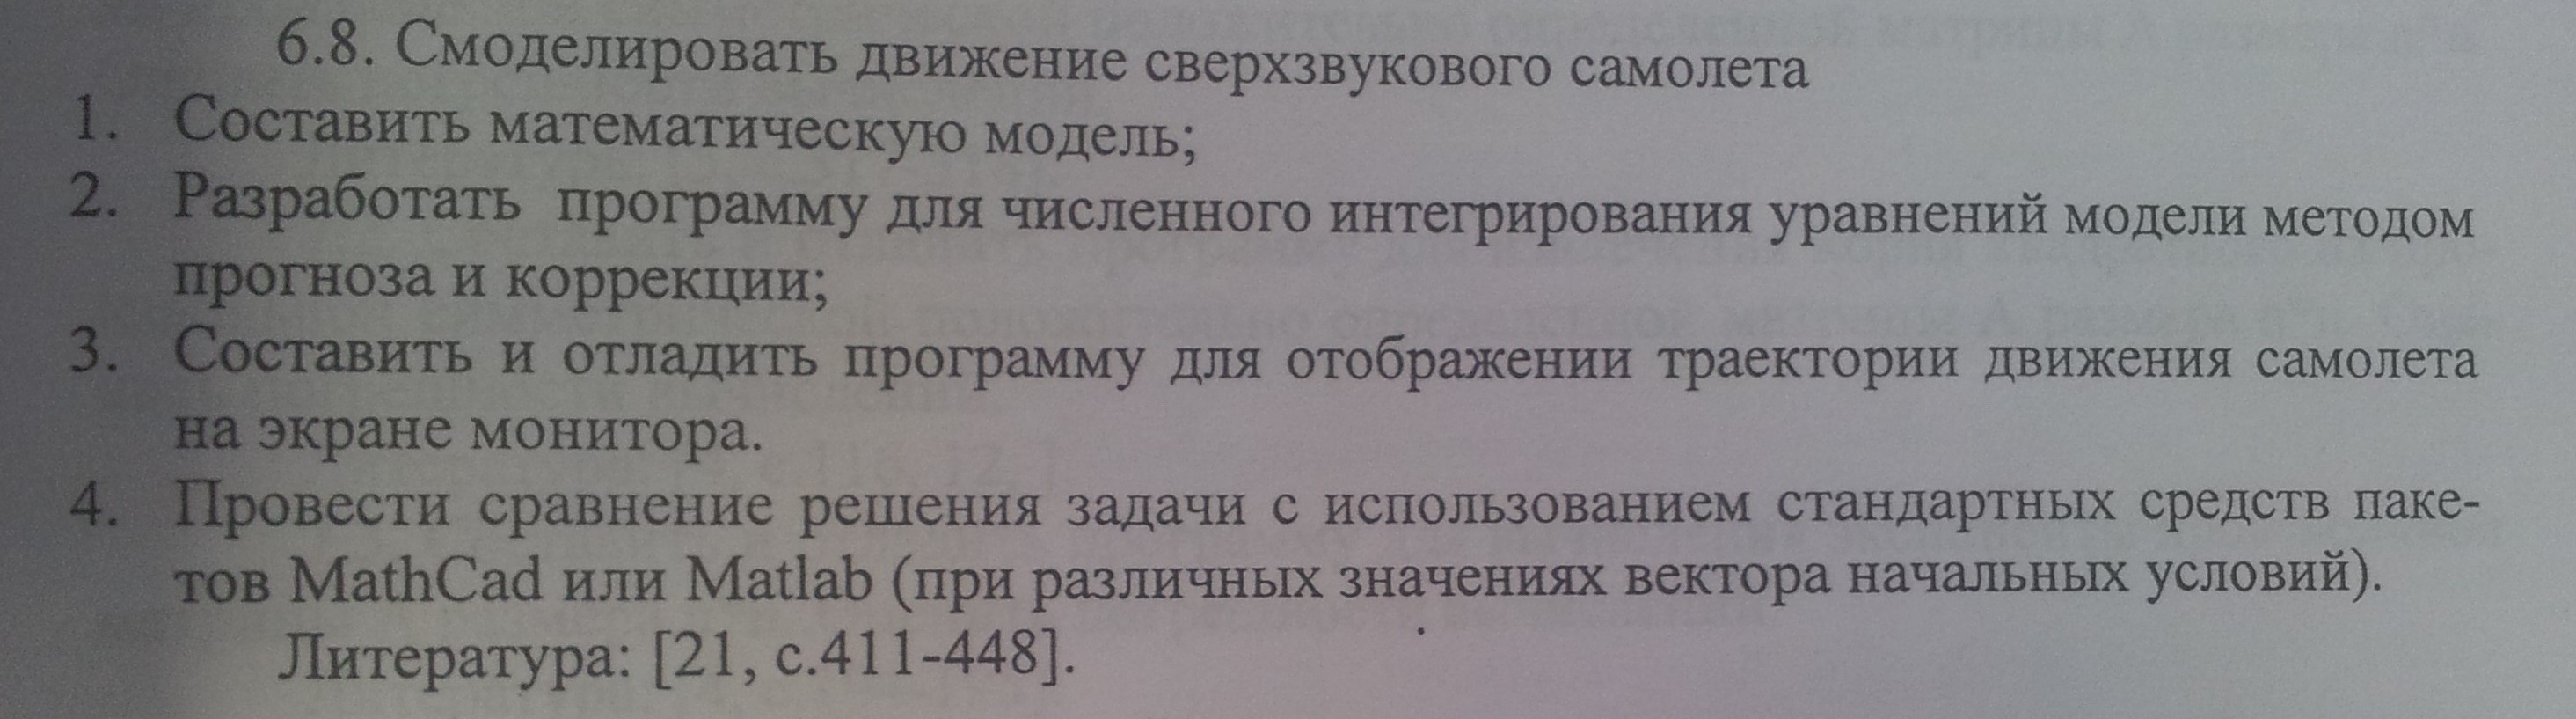 6.8. Смоделировать движение сверхзвукового самолета
1. Составить математическую модель;
2. Разработать программу для численного интегрирования уравнений модели методом
прогноза и коррекции;
3. Составить и отладить программу для отображении траектории движения самолета
на экране монитора.
4. Провести сравнение решения задачи с использованием стандартных средств паке-
тов MathCad или Matlab (при различных значениях вектора начальных условий).
Литература: [21, с.411-448].